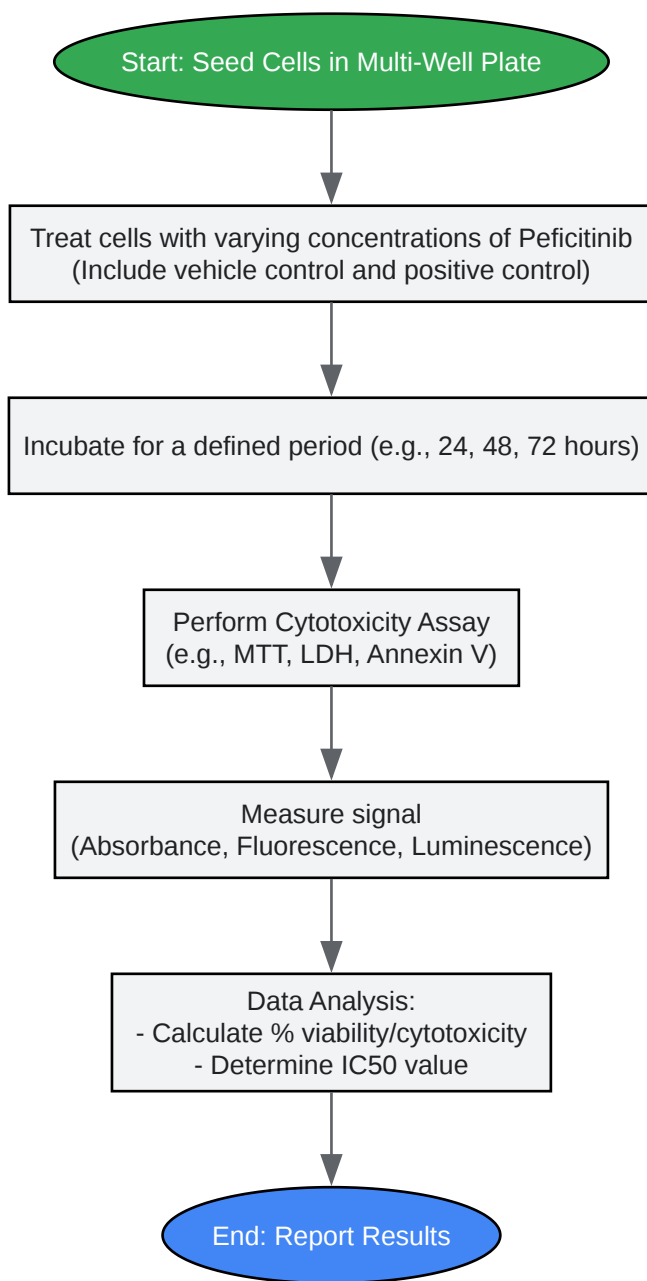 Start: Seed Cells in Multi-Well Plate
Treat cells with varying concentrations of Peficitinib
(Include vehicle control and positive control)
Incubate for a defined period (e.g., 24, 48, 72 hours)
Perform Cytotoxicity Assay
(e.g., MTT, LDH, Annexin V)
Measure signal
(Absorbance, Fluorescence, Luminescence)
Data Analysis:
- Calculate % viability/cytotoxicity
- Determine IC50 value
End: Report Results